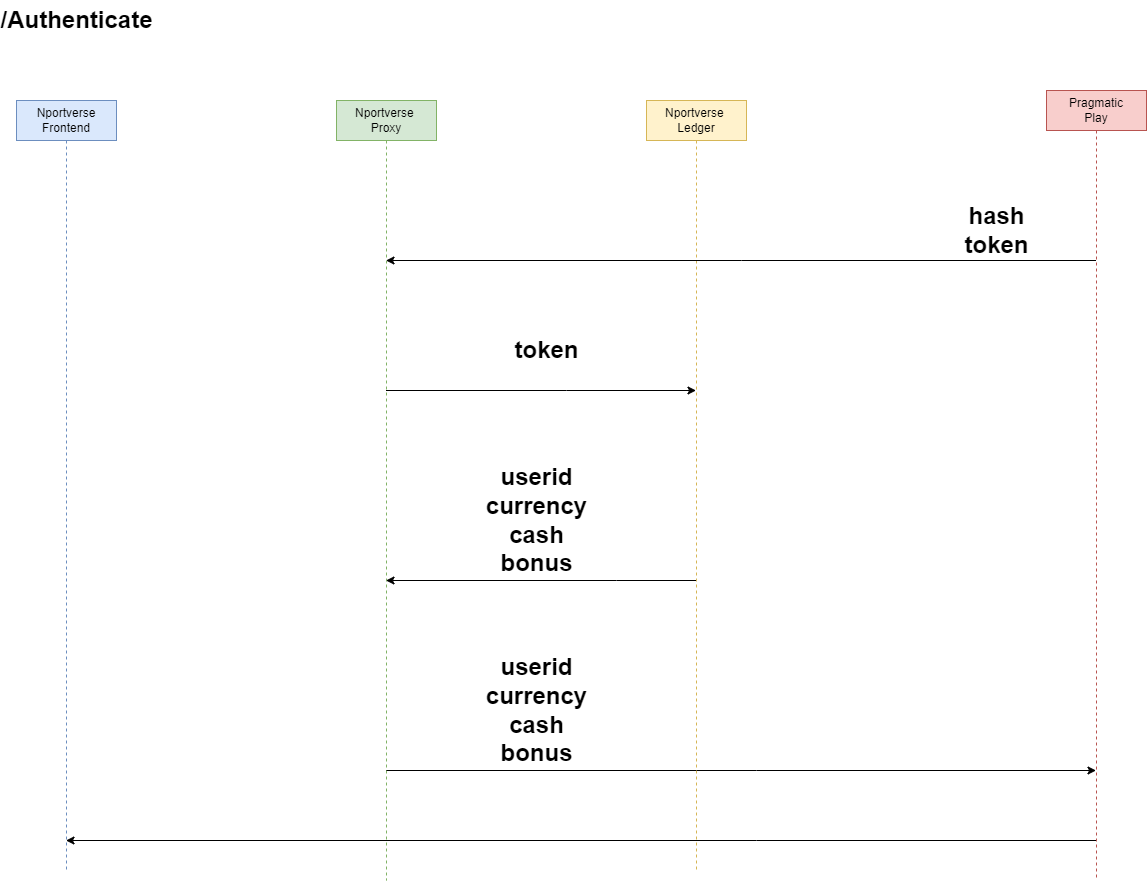 /Authenticate
Nportverse
Frontend
Nportverse
Proxy
Nportverse
Ledger
Pragmatic
Play
hash
token
token
userid
currency
cash
bonus
userid
currency
cash
bonus